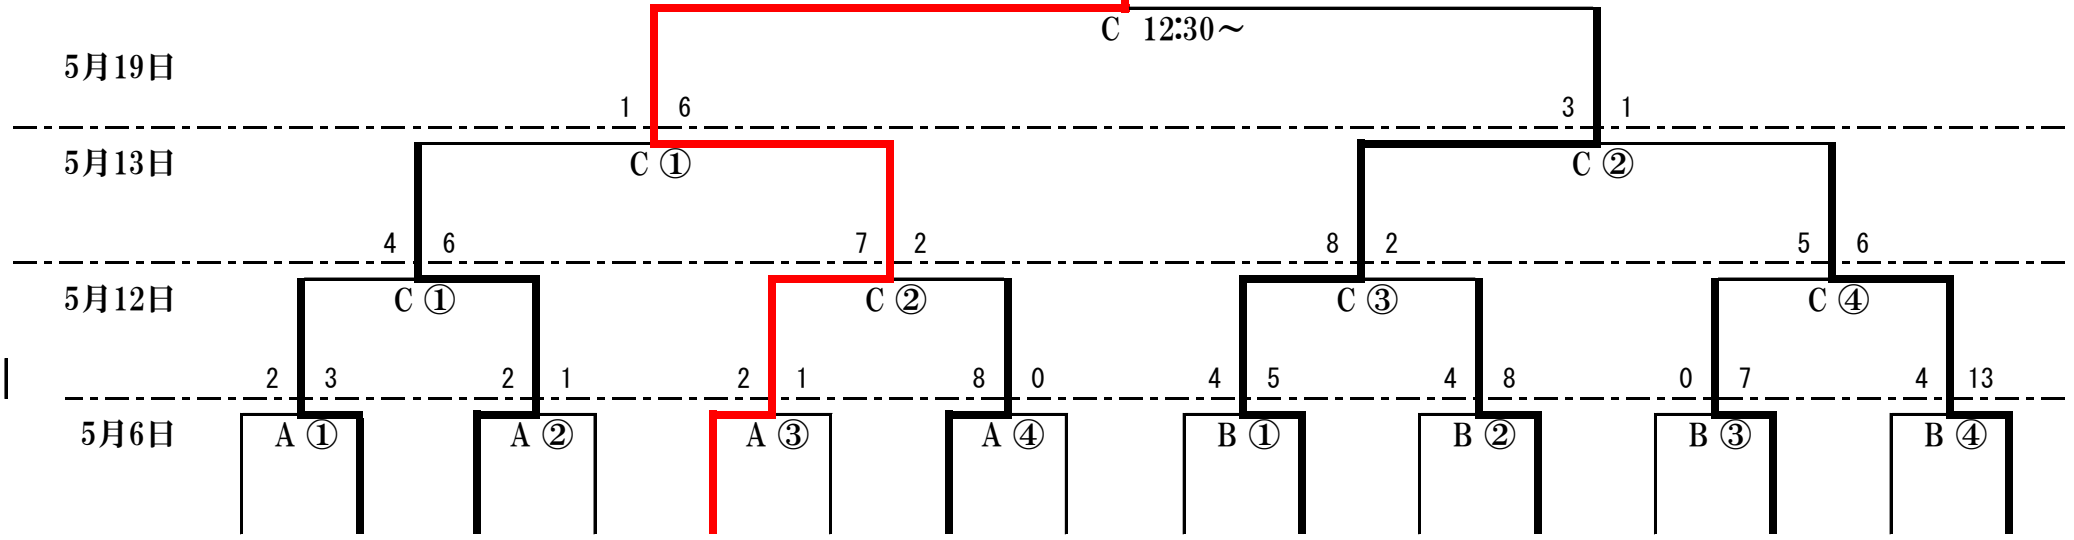 C 12:30～
5月19日
1 6 3 1
5月13日 C ① C ②
4 6 7 2 8 2 5 6
5月12日 C ① C ② C ③ C ④
2 3 2 1 2 1 8 0 4 5 4 8 0 7 4 13
5月6日 A ① A ② A ③ A ④ B ① B ② B ③ B ④